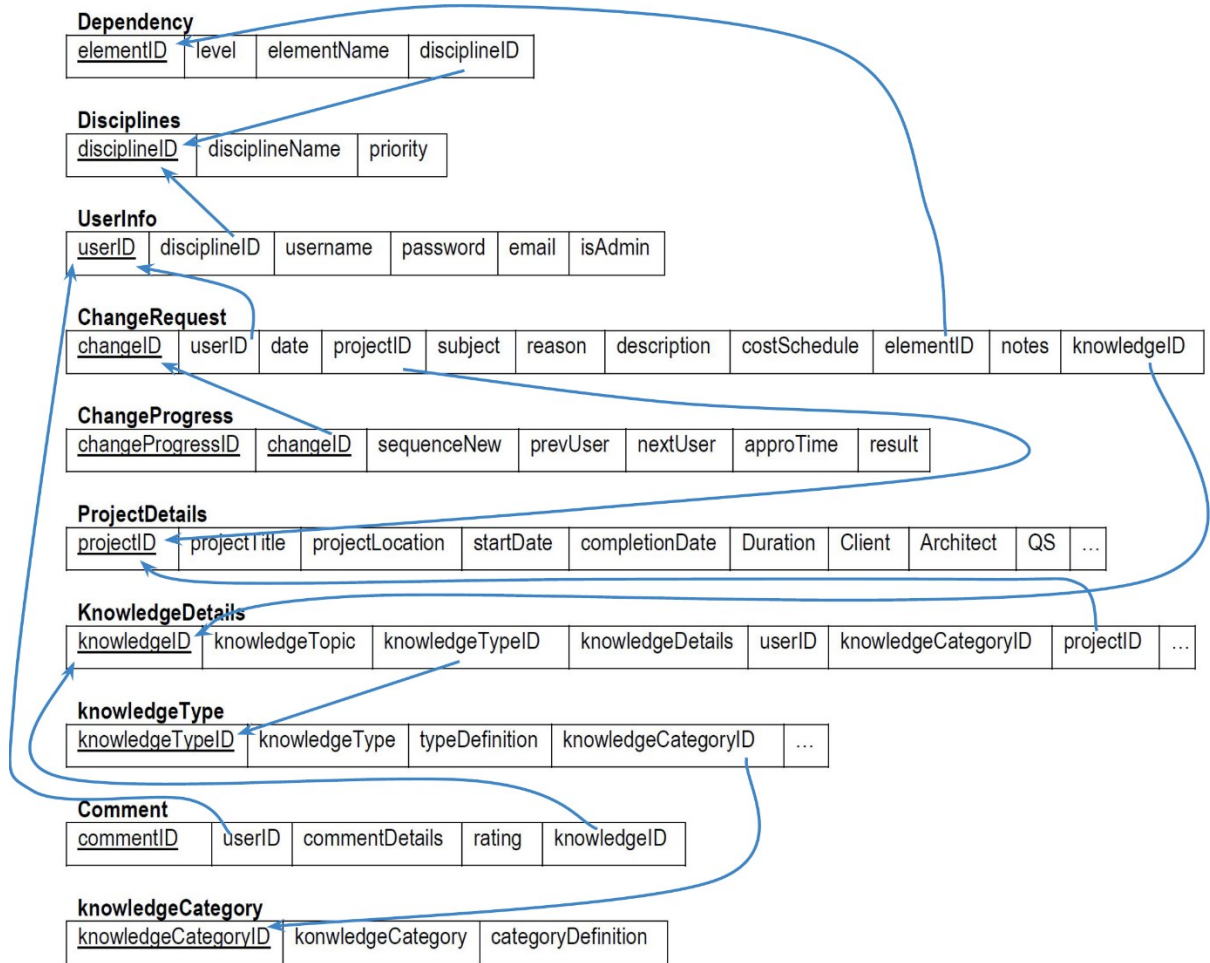 Dependency
elementID level elementName disciplineID
Disciplines
disciplineID disciplineName priority
UserInfo
userID disciplineID username password email isAdmin
ChangeRequest
changeID userID date projectID subject reason description costSchedule elementID notes knowledgeID
ChangeProgress
changeProgressID changeID sequenceNew prevUser nextUser approTime result
ProjectDetails
projectID projectTitle projectLocation startDate completionDate Duration Client Architect QS …
KnowledgeDetails
knowledgeID knowledgeTopic knowledgeTypeID knowledgeDetails userID knowledgeCategoryID projectID …
knowledgeType
knowledgeTypeID knowledgeType typeDefinition knowledgeCategoryID …
Comment
commentID userID commentDetails rating knowledgeID
knowledgeCategory
knowledgeCategoryID konwledgeCategory categoryDefinition